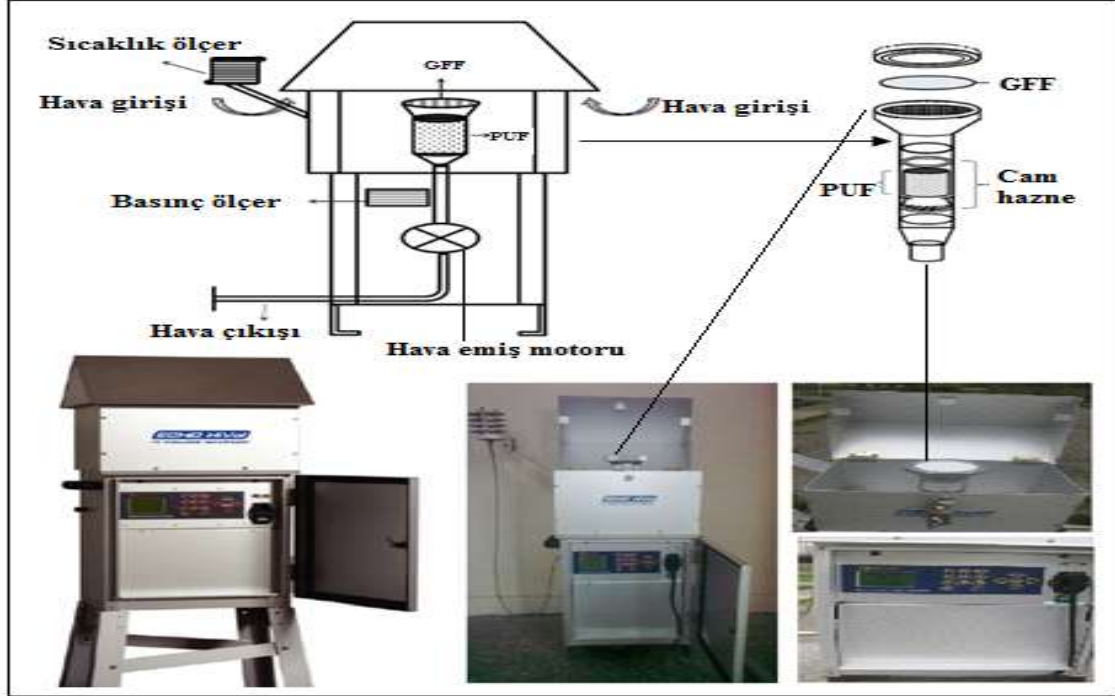 Sıcaklık ölçer
GFF
Hava girişi
Hava girişi
PUF
Basınç ölçer
Hava çıkışı
Hava emiş motoru
GFF
PUF
Cam
hazne